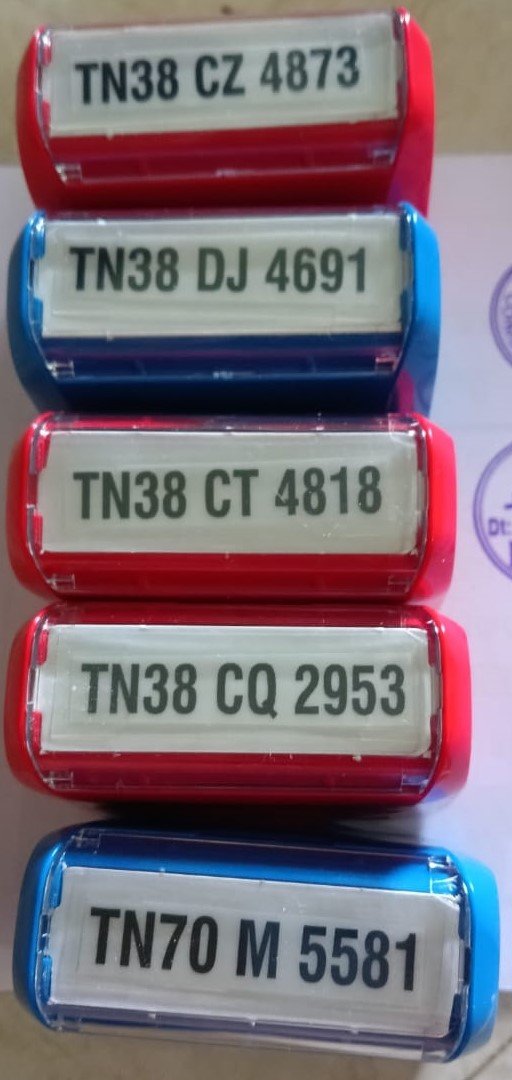 TN38 CZ 4873
TN38 DJ 4691
TN38 CT 4818
TN38 CQ 2953
TN70 M 5581